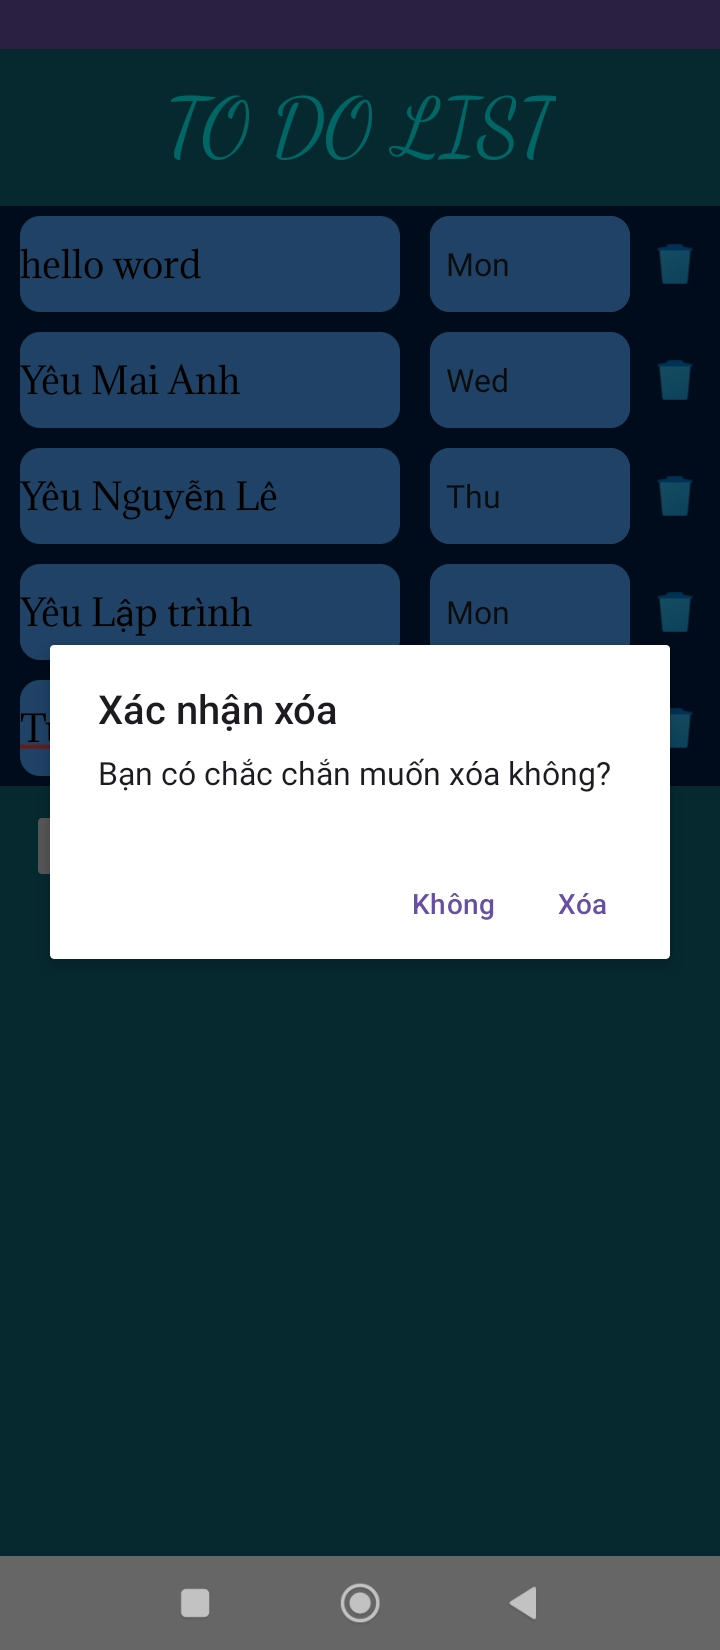 TO DO LIST
hello word
Mon
Yêu Mai Anh
Wed
Yêu Nguyễn Lê
Thu
Yêu Lập trình
Mon
Xác nhận xóa
Bạn có chắc chắn muốn xóa không?
Không
Xóa